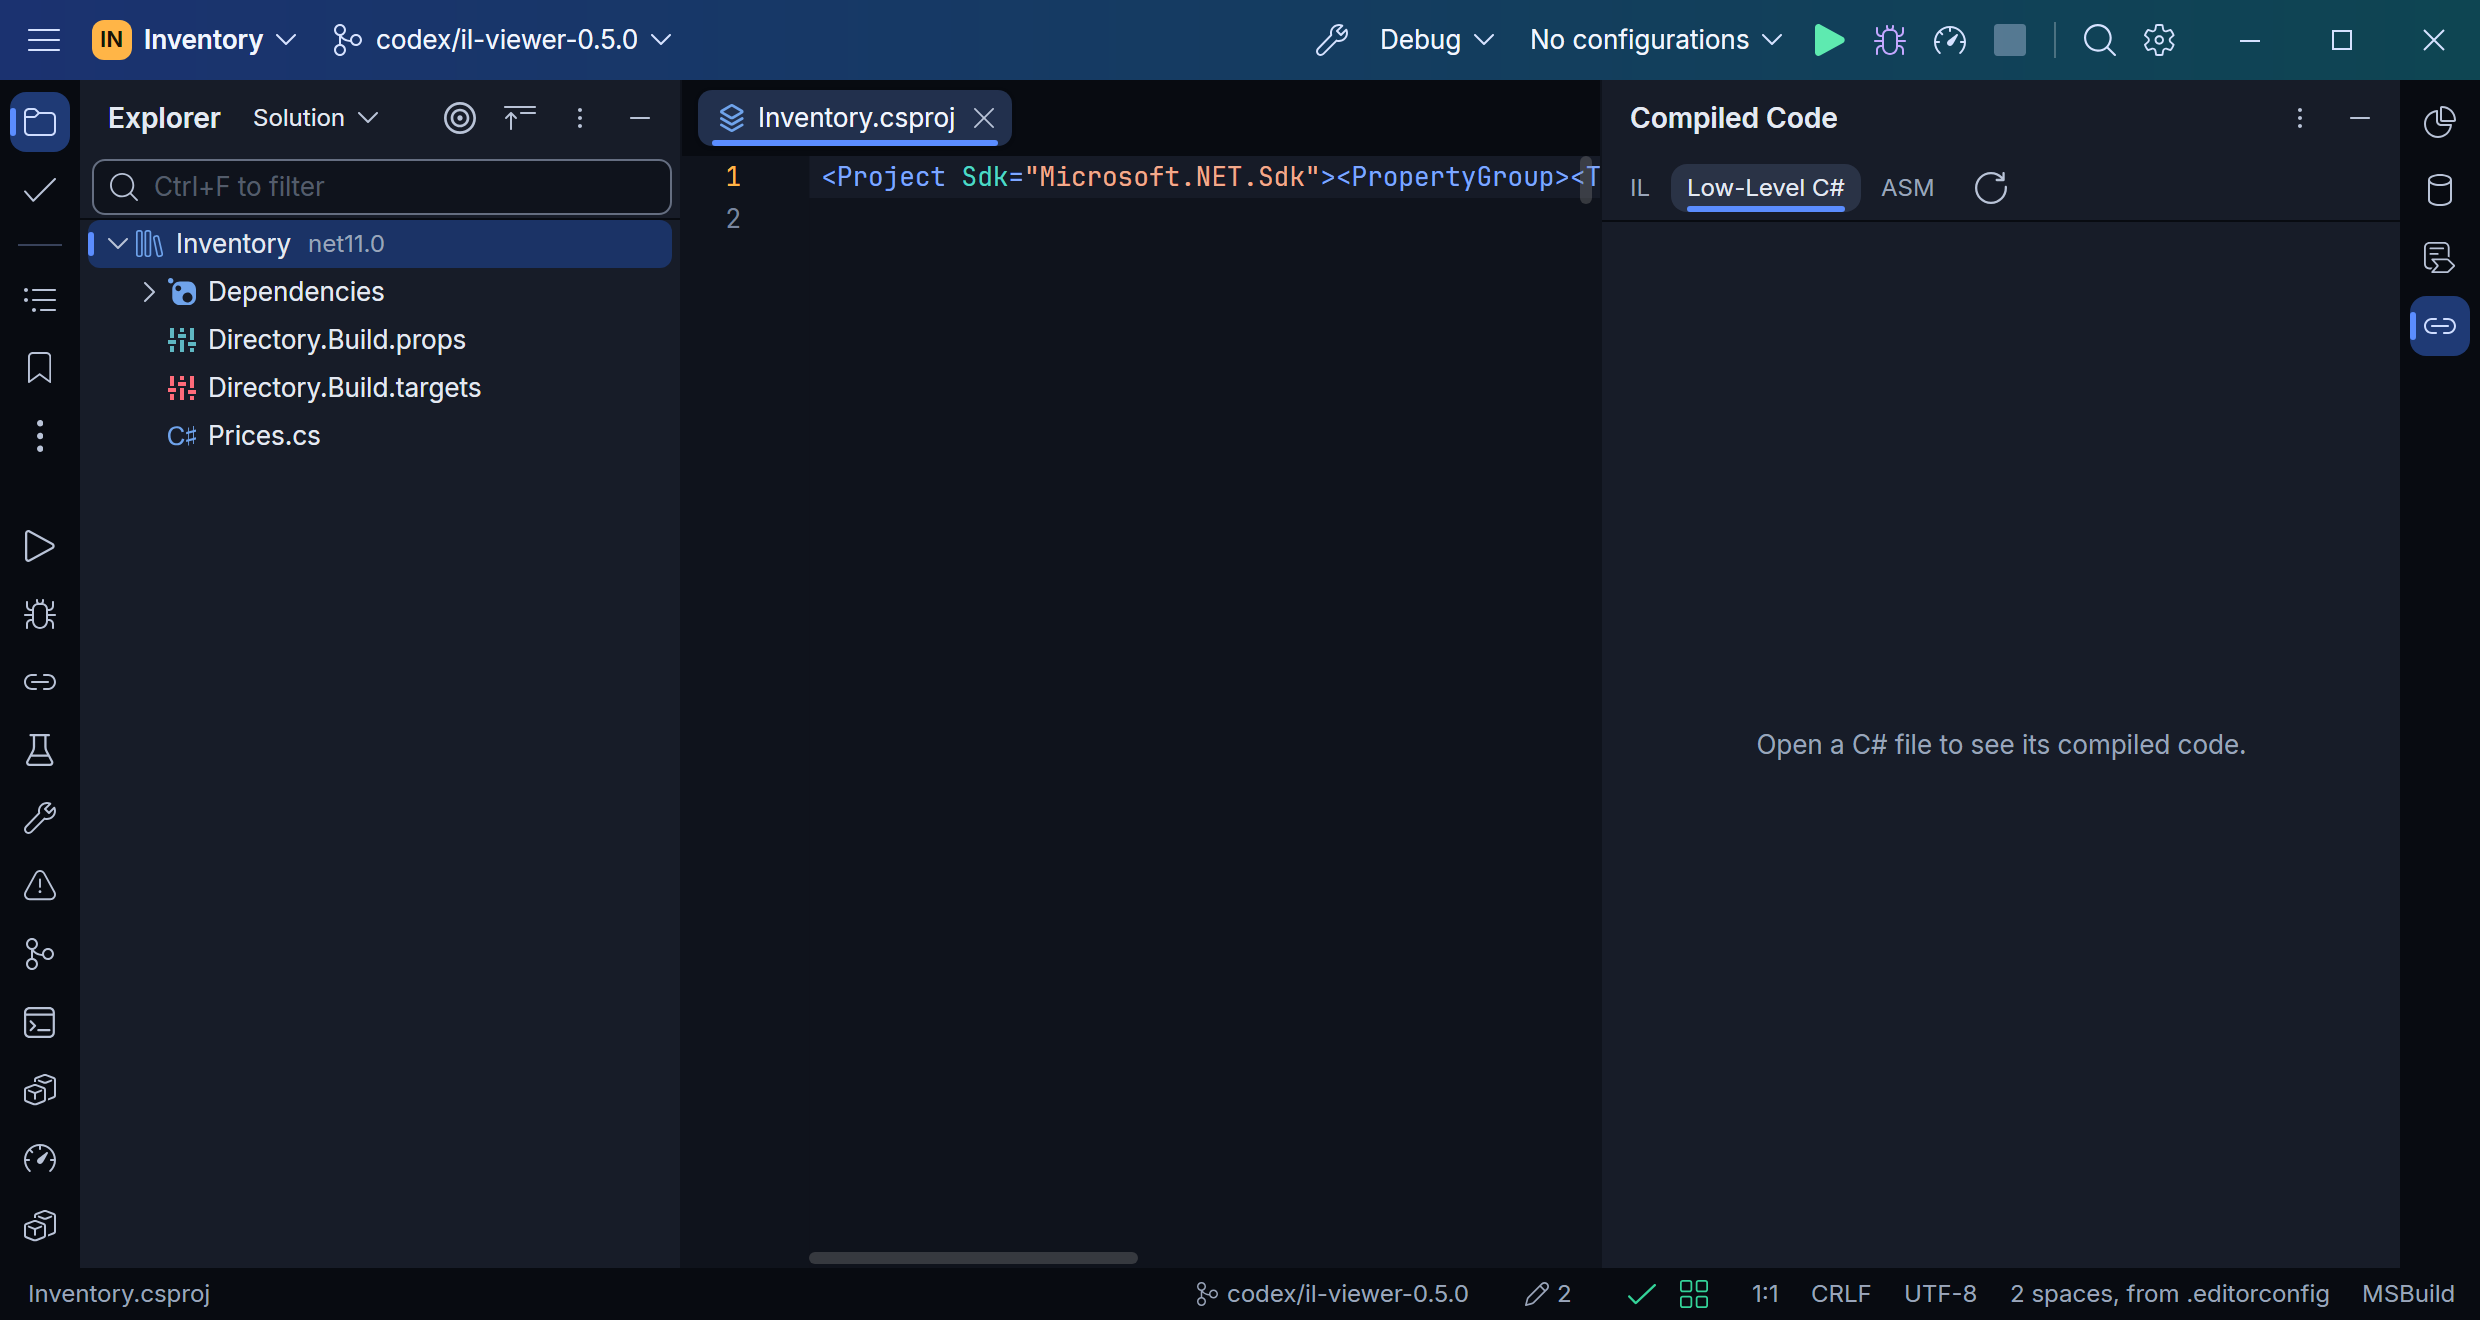 IN Inventory codex/il-viewer-0.5.0 Debug No configurations
Explorer Solution
Ctrl+F to filter
Inventory net11.0
Dependencies
Directory.Build.props
Directory.Build.targets
C# Prices.cs
Inventory.csproj
1 <Project Sdk="Microsoft.NET.Sdk"><PropertyGroup><T
2
Compiled Code
IL Low-Level C# ASM
Open a C# file to see its compiled code.
Inventory.csproj codex/il-viewer-0.5.0 2 1:1 CRLF UTF-8 2 spaces, from .editorconfig MSBuild